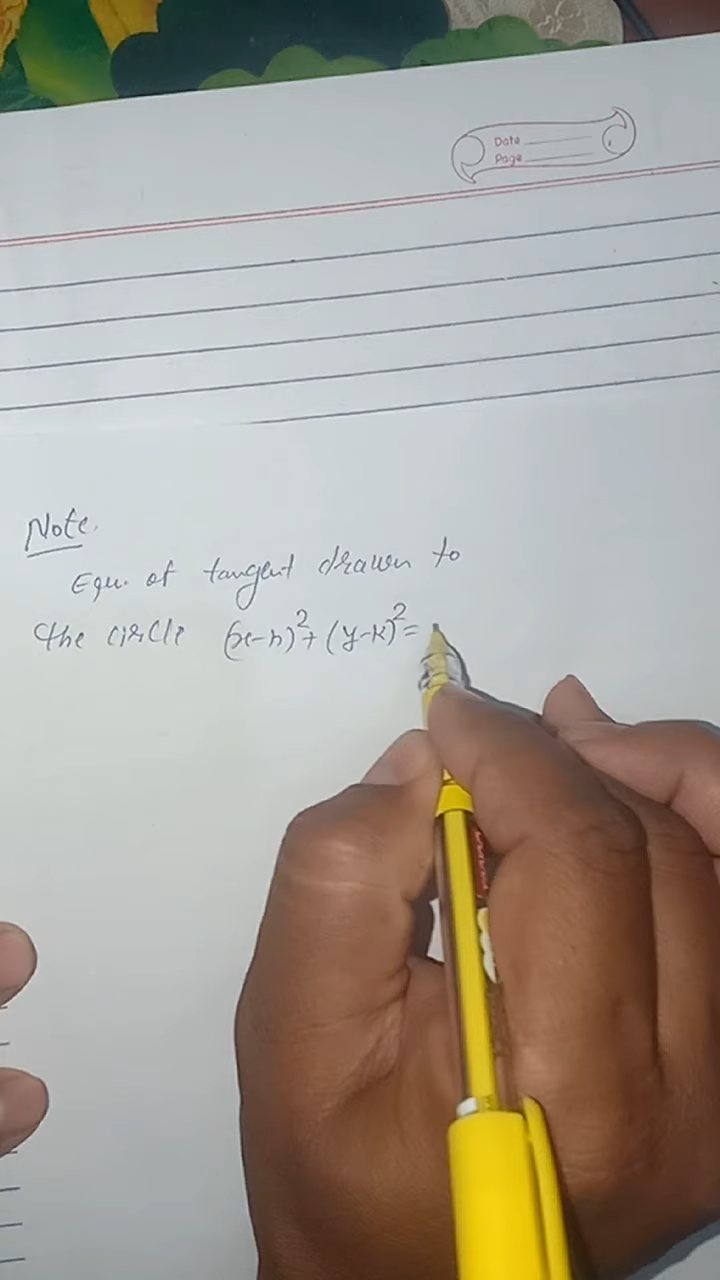 Date
Page
Note.
Equ. of tangent drawn to
the circle (x-h)²+(y-k)²=